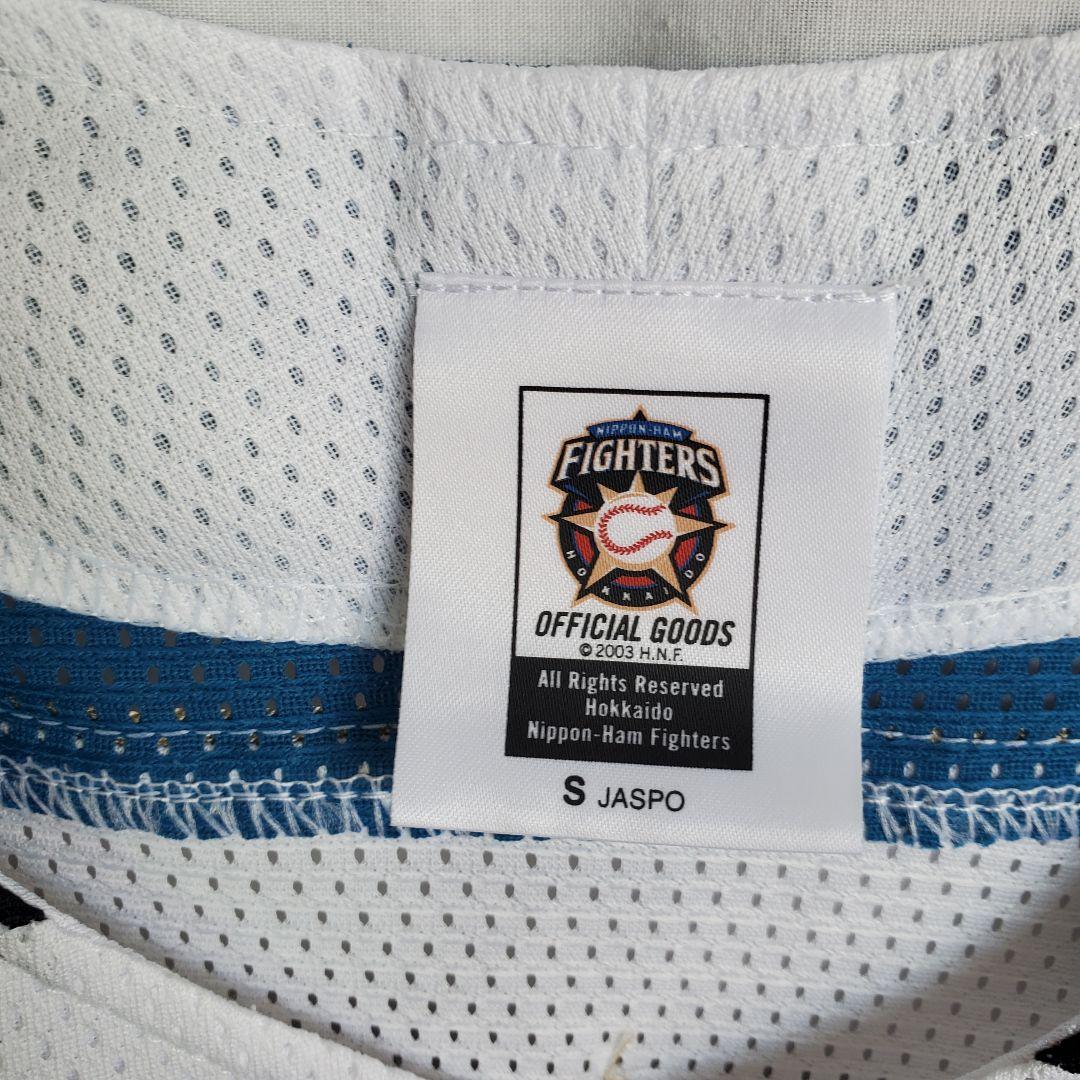 NIPPON-HAM
FIGHTERS
HOKKAIDO
OFFICIAL GOODS
© 2003 H.N.F.
All Rights Reserved
Hokkaido
Nippon-Ham Fighters
S JASPO